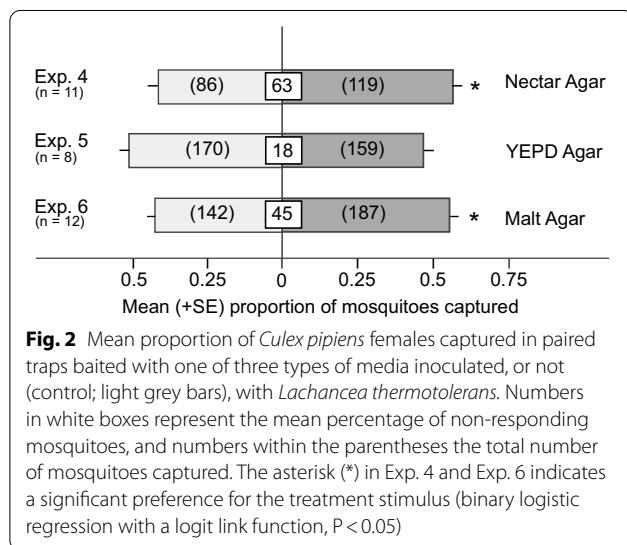 Exp. 4 (86) 63 (119) * Nectar Agar
(n = 11)
Exp. 5 (170) 18 (159) YEPD Agar
(n = 8)
Exp. 6 (142) 45 (187) * Malt Agar
(n = 12)
0.5 0.25 0 0.25 0.5 0.75
Mean (+SE) proportion of mosquitoes captured
Fig. 2 Mean proportion of Culex pipiens females captured in paired
traps baited with one of three types of media inoculated, or not
(control; light grey bars), with Lachancea thermotolerans. Numbers
in white boxes represent the mean percentage of non-responding
mosquitoes, and numbers within the parentheses the total number
of mosquitoes captured. The asterisk (*) in Exp. 4 and Exp. 6 indicates
a significant preference for the treatment stimulus (binary logistic
regression with a logit link function, P < 0.05)